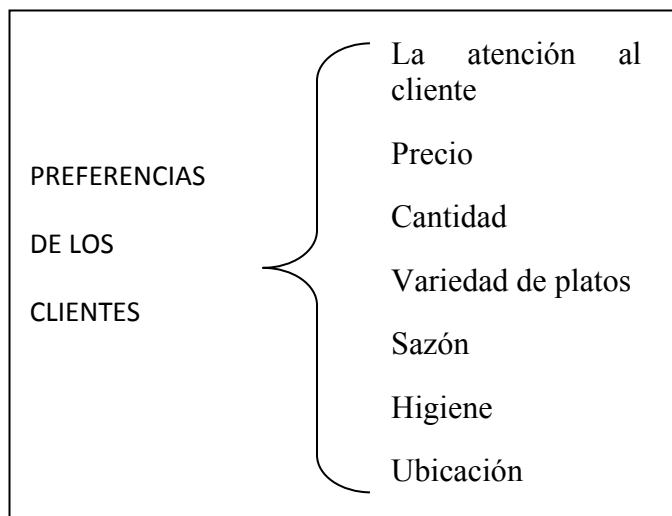 PREFERENCIAS
DE LOS
CLIENTES
La atención al
cliente
Precio
Cantidad
Variedad de platos
Sazón
Higiene
Ubicación